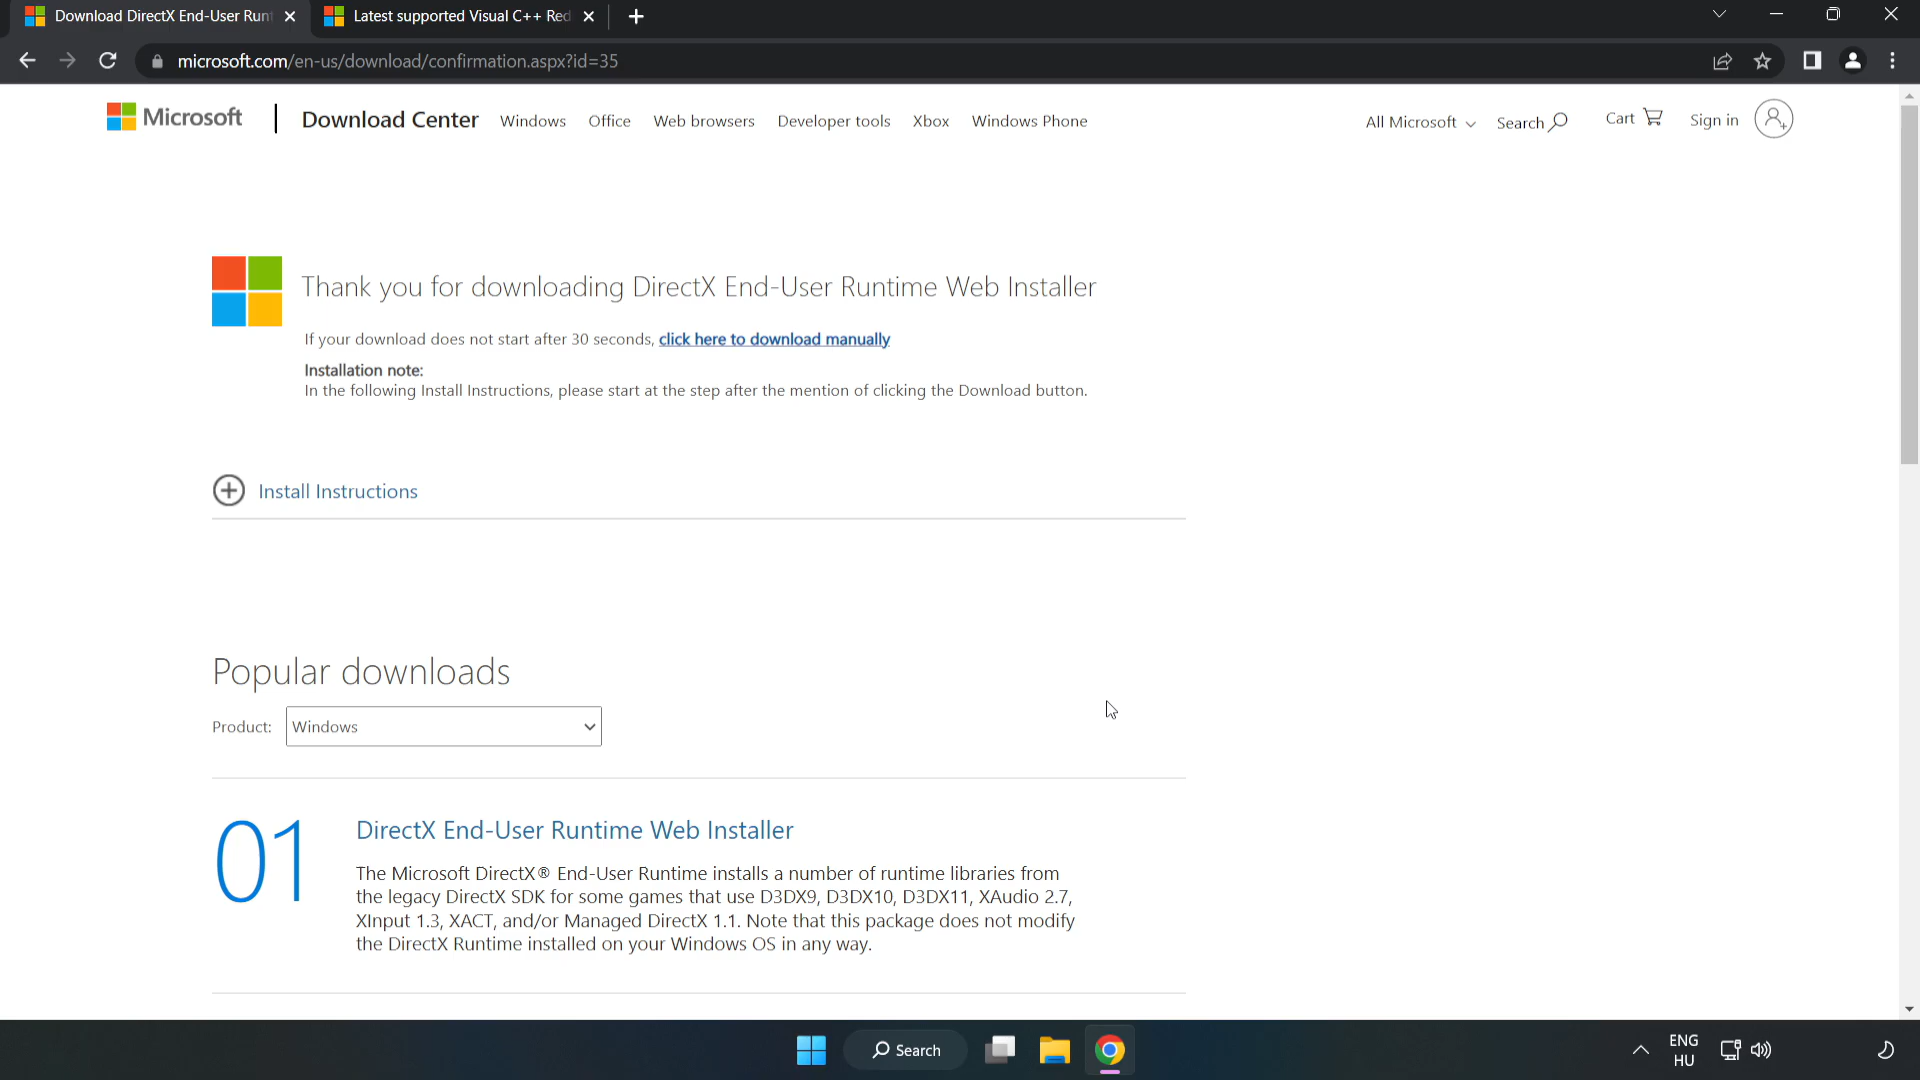 Download DirectX End-User Runt
Latest supported Visual C++ Red
microsoft.com/en-us/download/confirmation.aspx?id=35
Microsoft
Download Center
Windows
Office
Web browsers
Developer tools
Xbox
Windows Phone
All Microsoft
Search
Cart
Sign in
Thank you for downloading DirectX End-User Runtime Web Installer
If your download does not start after 30 seconds, click here to download manually
Installation note:
In the following Install Instructions, please start at the step after the mention of clicking the Download button.
Install Instructions
Popular downloads
Product:
Windows
01
DirectX End-User Runtime Web Installer
The Microsoft DirectX® End-User Runtime installs a number of runtime libraries from
the legacy DirectX SDK for some games that use D3DX9, D3DX10, D3DX11, XAudio 2.7,
XInput 1.3, XACT, and/or Managed DirectX 1.1. Note that this package does not modify
the DirectX Runtime installed on your Windows OS in any way.
Search
ENG
HU